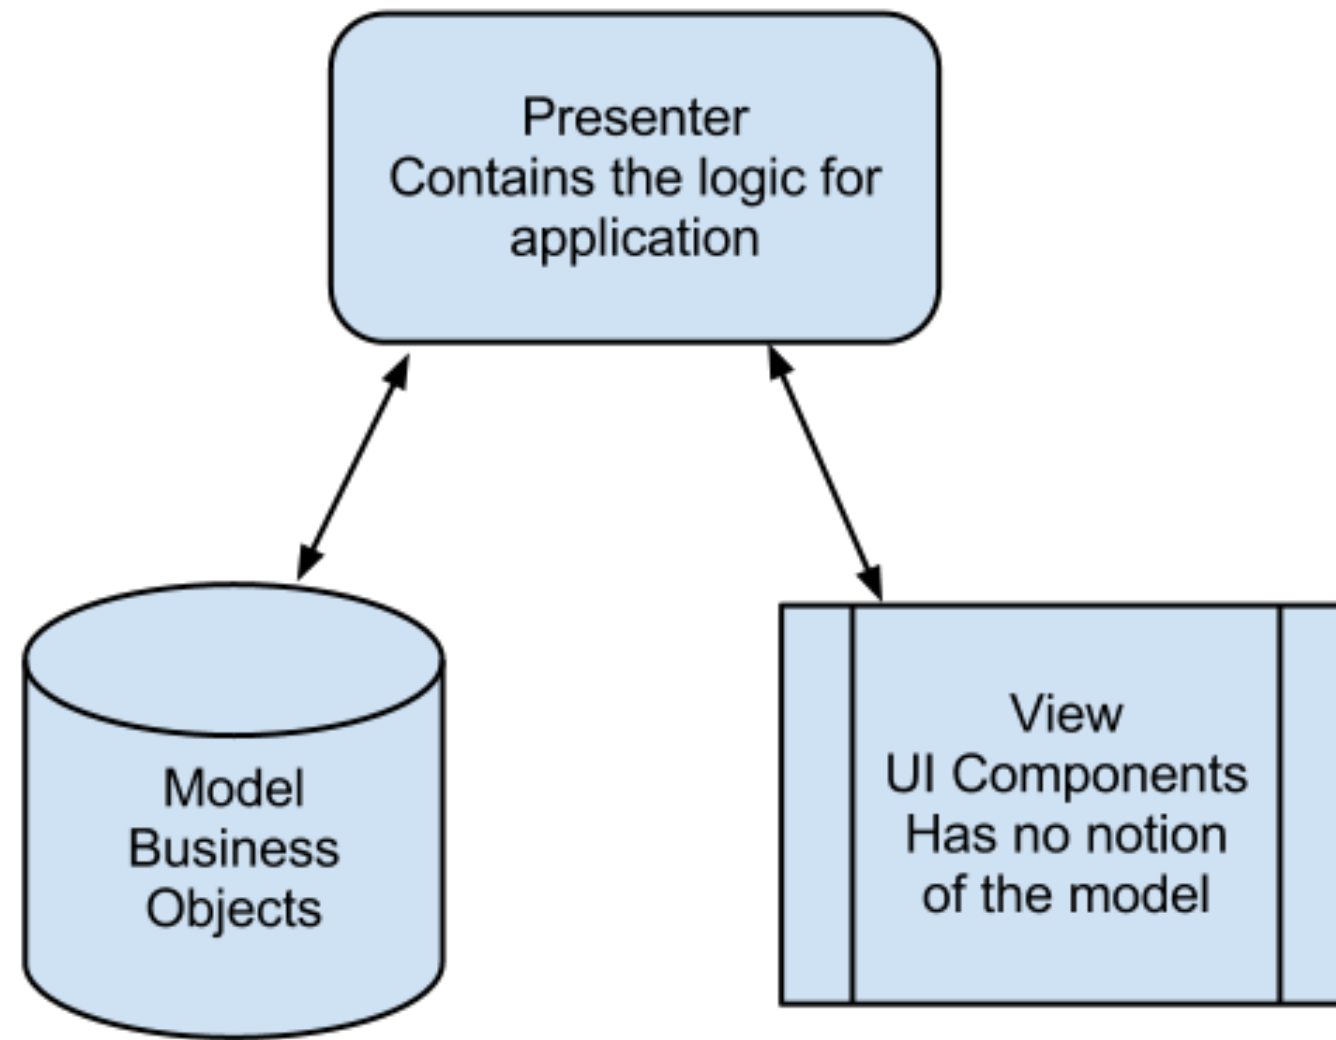 Presenter
Contains the logic for
application
Model
Business
Objects
View
UI Components
Has no notion
of the model